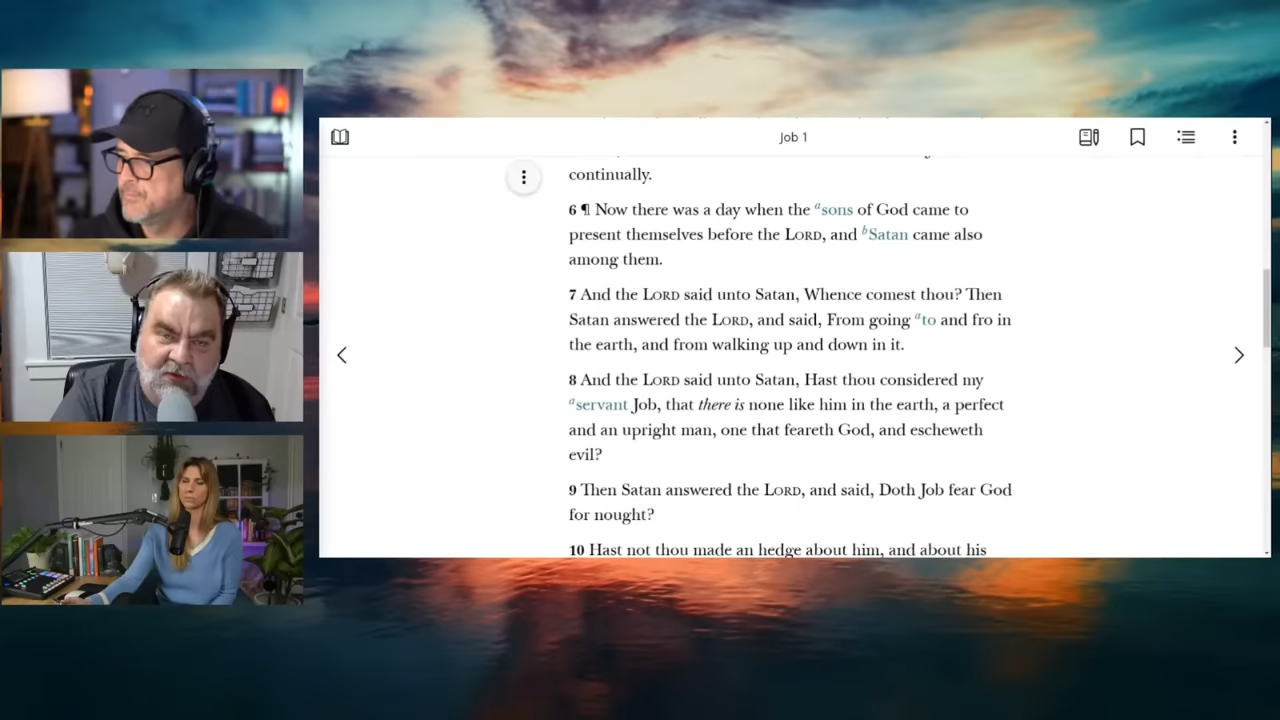 Job 1
continually.
6 ¶ Now there was a day when the ᵃsons of God came to
present themselves before the LORD, and ᵇSatan came also
among them.
7 And the LORD said unto Satan, Whence comest thou? Then
Satan answered the LORD, and said, From going ᵃto and fro in
the earth, and from walking up and down in it.
8 And the LORD said unto Satan, Hast thou considered my
ᵃservant Job, that there is none like him in the earth, a perfect
and an upright man, one that feareth God, and escheweth
evil?
9 Then Satan answered the LORD, and said, Doth Job fear God
for nought?
10 Hast not thou made an hedge about him, and about his